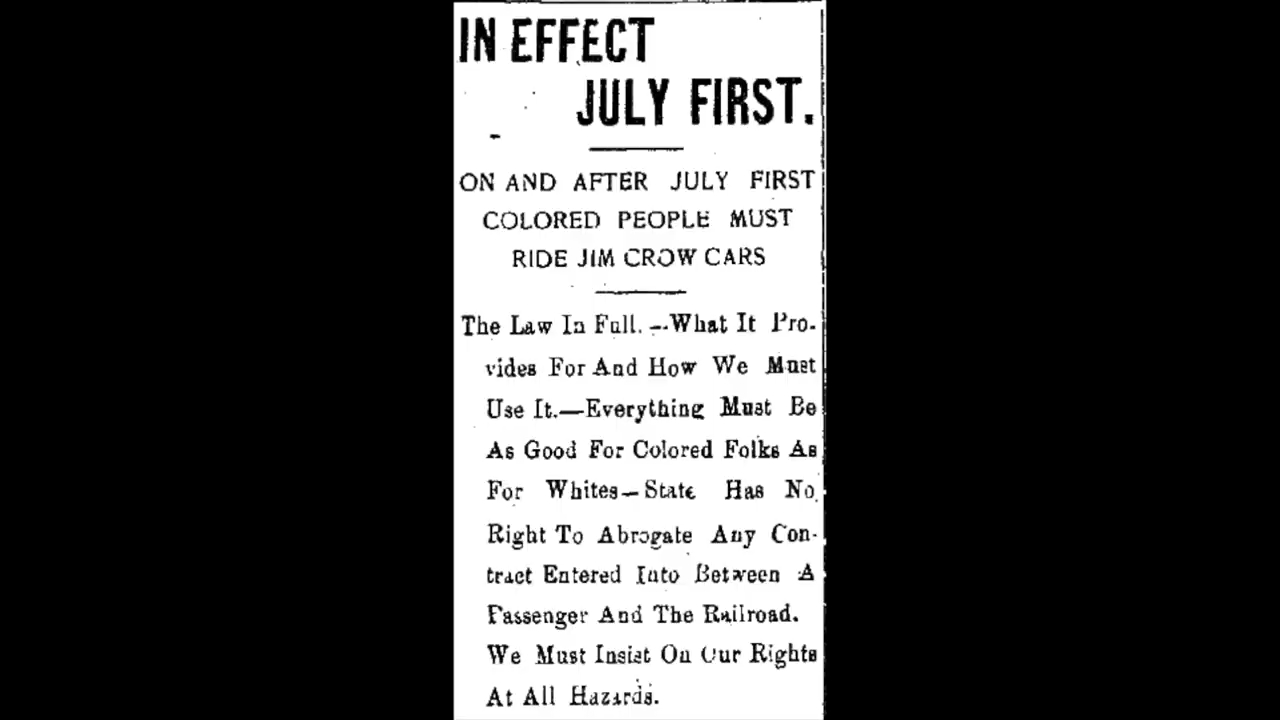 IN EFFECT
JULY FIRST.
ON AND AFTER JULY FIRST
COLORED PEOPLE MUST
RIDE JIM CROW CARS
The Law In Full.—What It Pro-
vides For And How We Must
Use It.—Everything Must Be
As Good For Colored Folks As
For Whites—State Has No
Right To Abrogate Any Con-
tract Entered Into Between A
Passenger And The Railroad.
We Must Insist On Our Rights
At All Hazards.